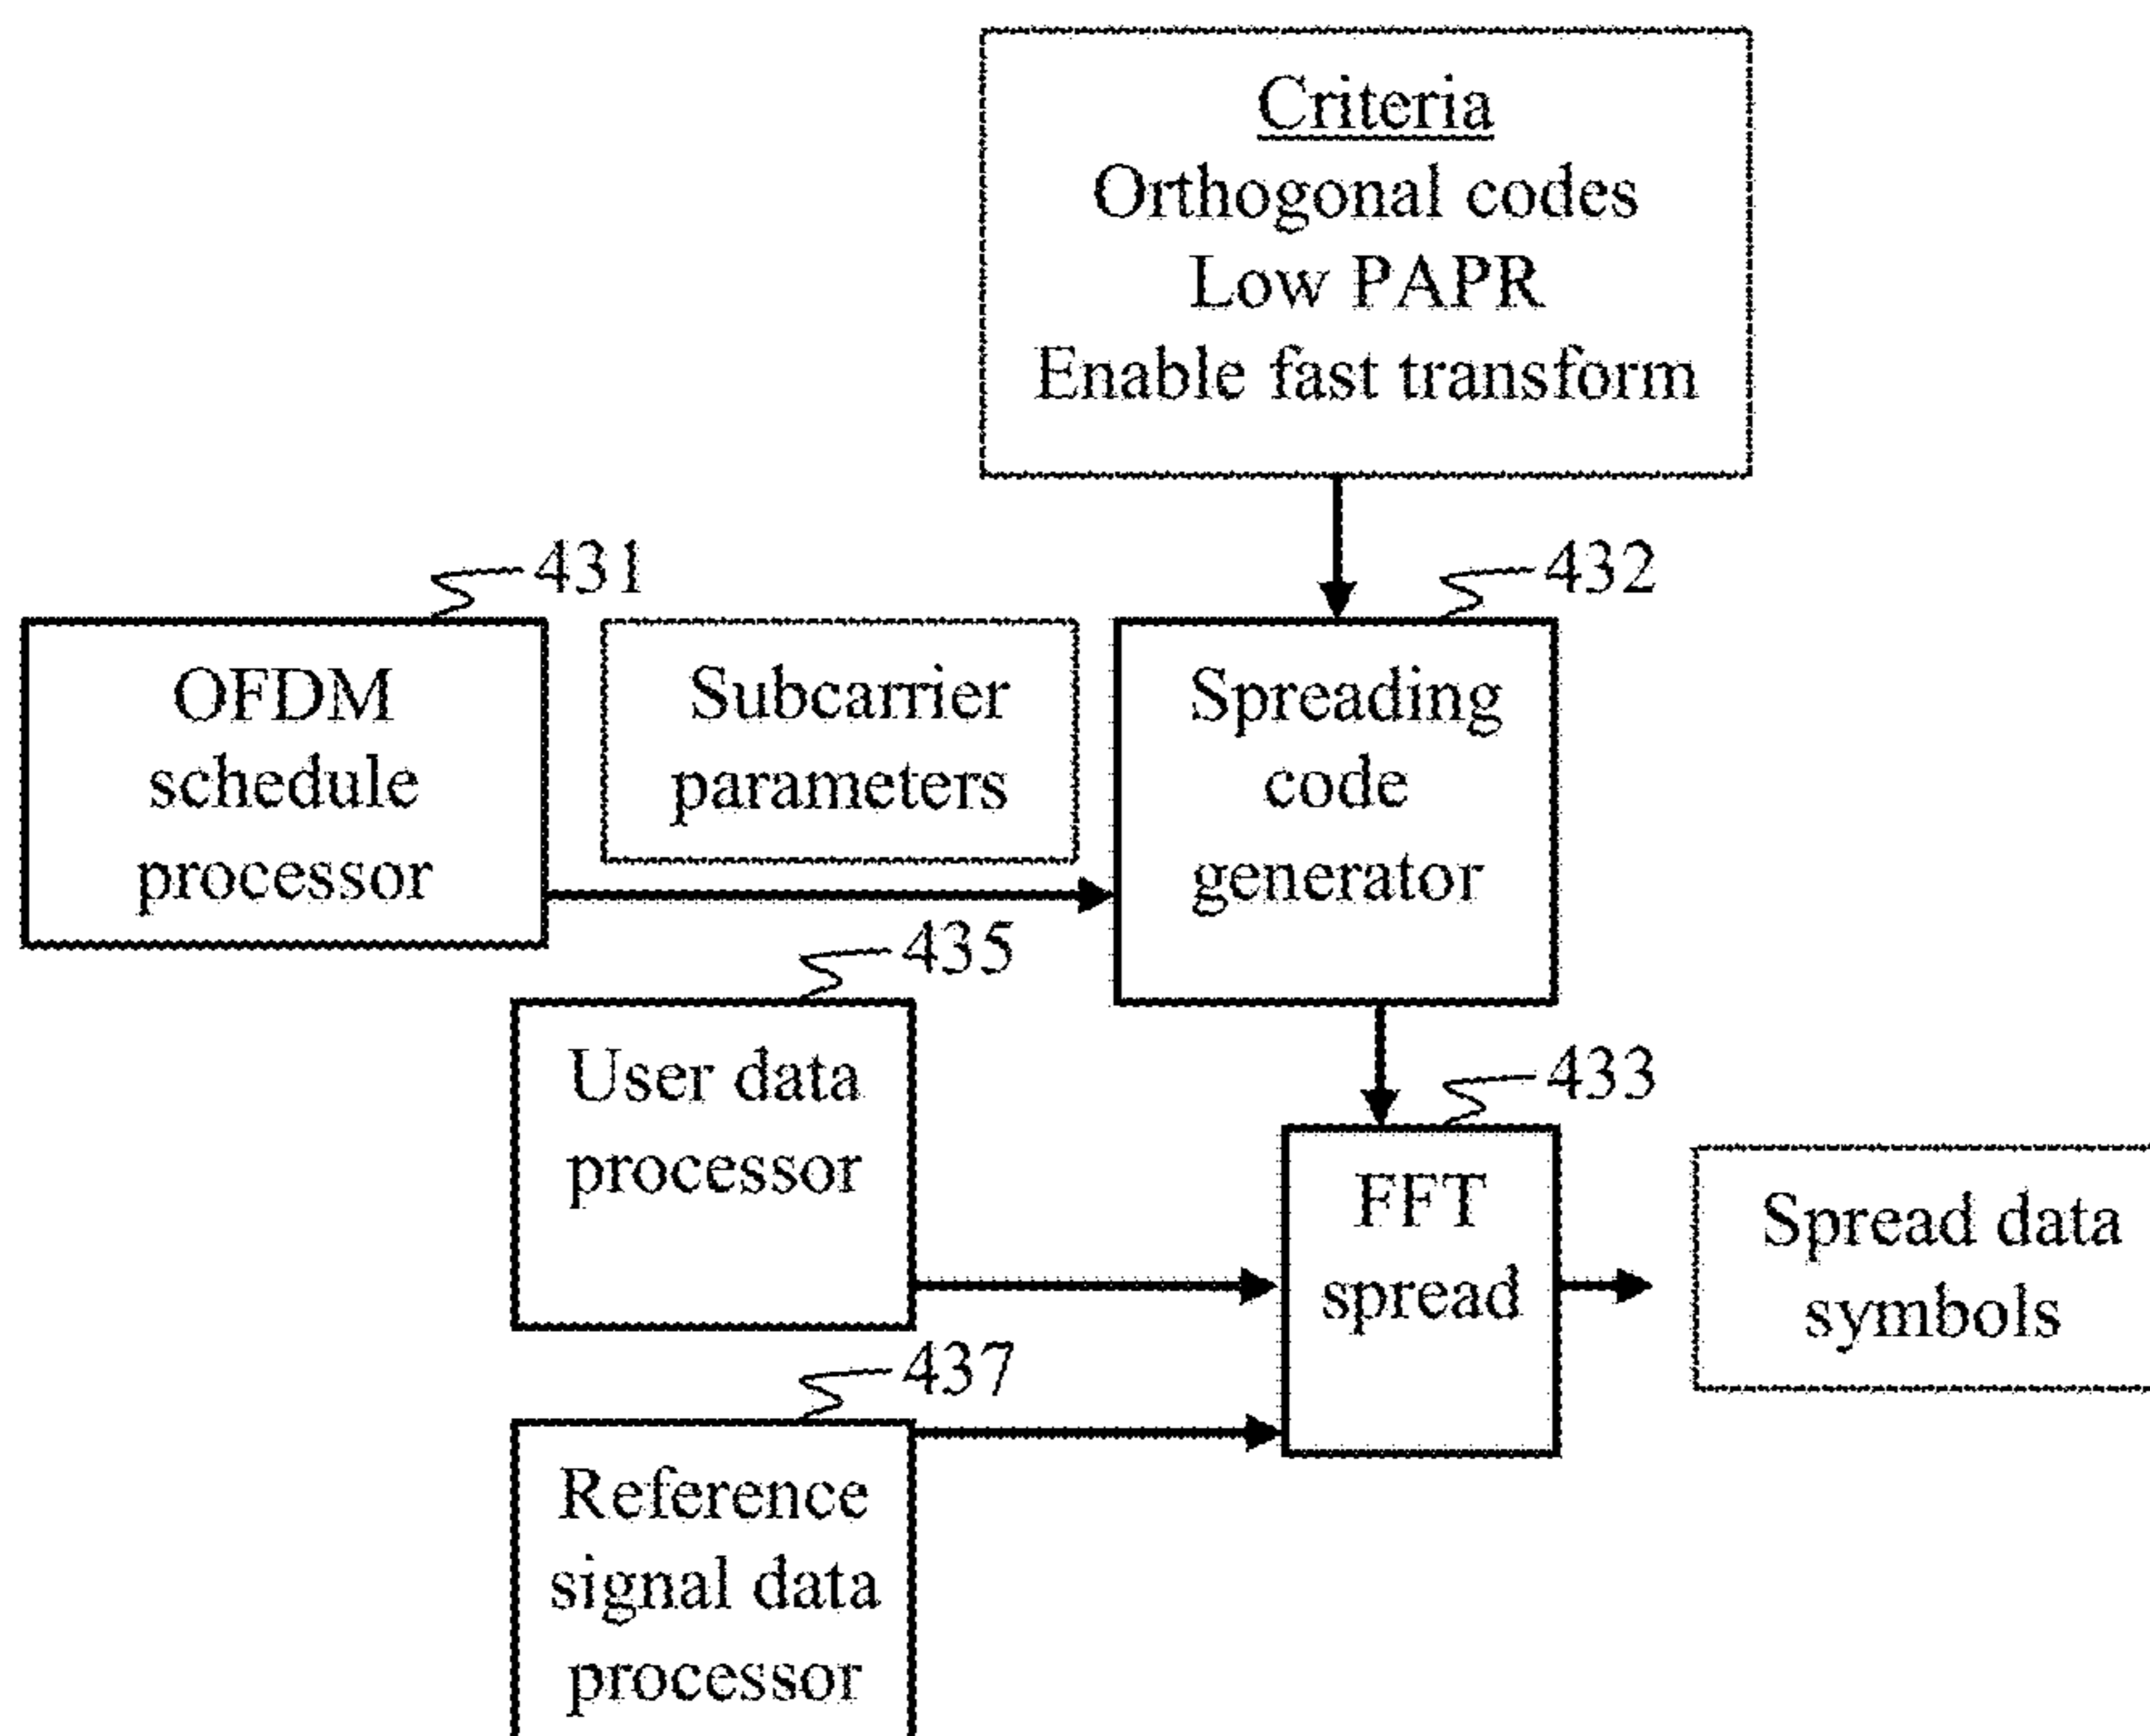 Criteria
Orthogonal codes
Low PAPR
Enable fast transform
431
432
OFDM
schedule
processor
Subcarrier
parameters
Spreading
code
generator
435
User data
processor
433
FFT
spread
Spread data
symbols
437
Reference
signal data
processor